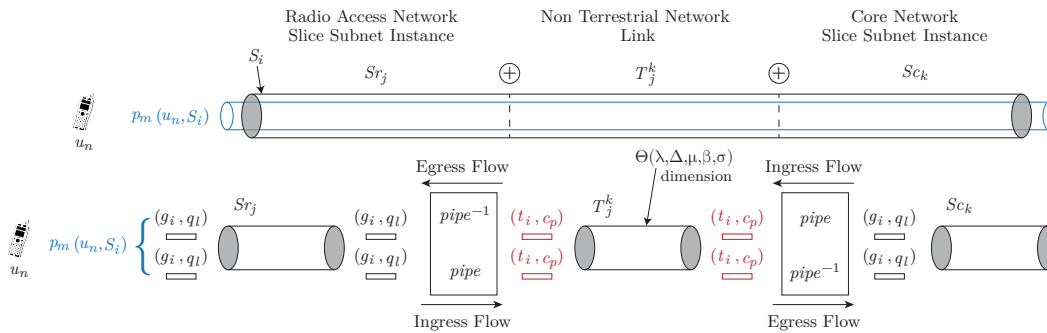 Radio Access Network
Slice Subnet Instance
Non Terrestrial Network
Link
Core Network
Slice Subnet Instance
S_i
Sr_j
⊕
T_j^k
⊕
Sc_k
p_m (u_n, S_i)
u_n
Egress Flow
Θ(λ,Δ,μ,β,σ)
dimension
Ingress Flow
(g_i, q_l)
Sr_j
(g_i, q_l)
pipe^{-1}
(t_i, c_p)
T_j^k
(t_i, c_p)
pipe
(g_i, q_l)
Sc_k
p_m (u_n, S_i)
u_n
(g_i, q_l)
(g_i, q_l)
pipe
(t_i, c_p)
(t_i, c_p)
pipe^{-1}
(g_i, q_l)
Ingress Flow
Egress Flow